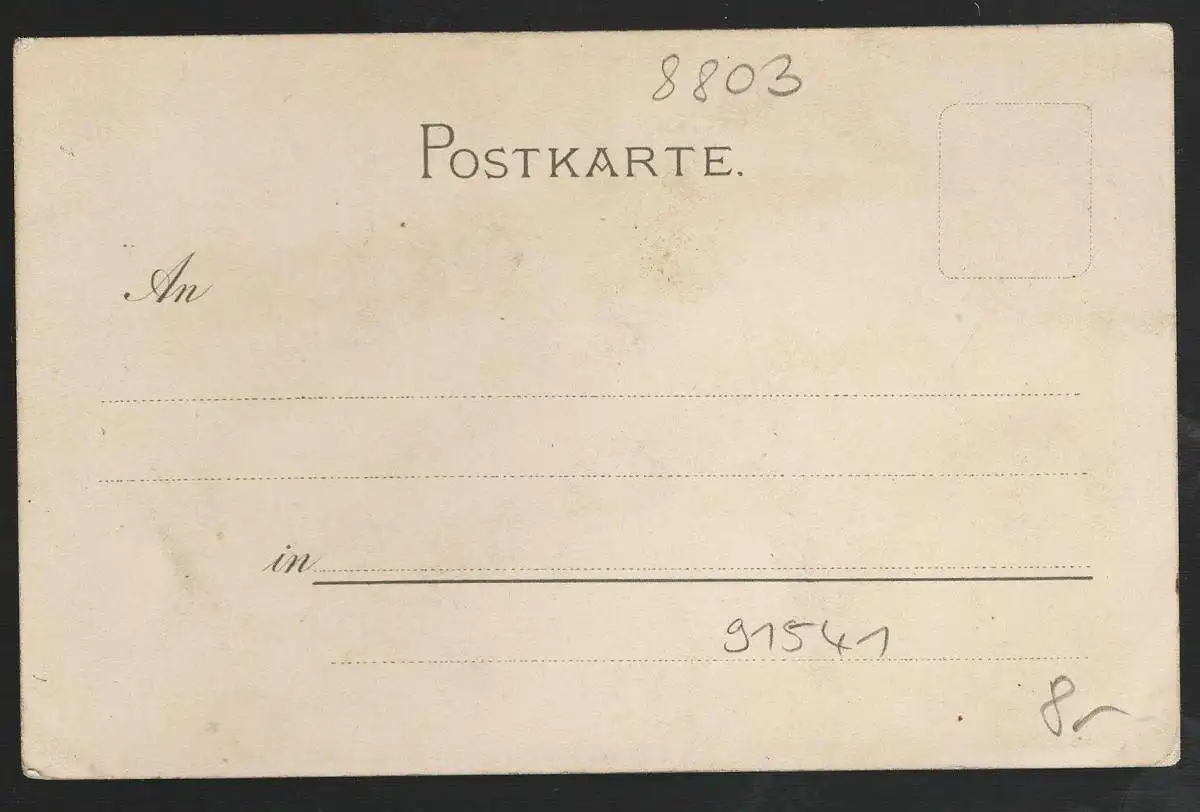 8803
POSTKARTE.
An
in
91541
8,-